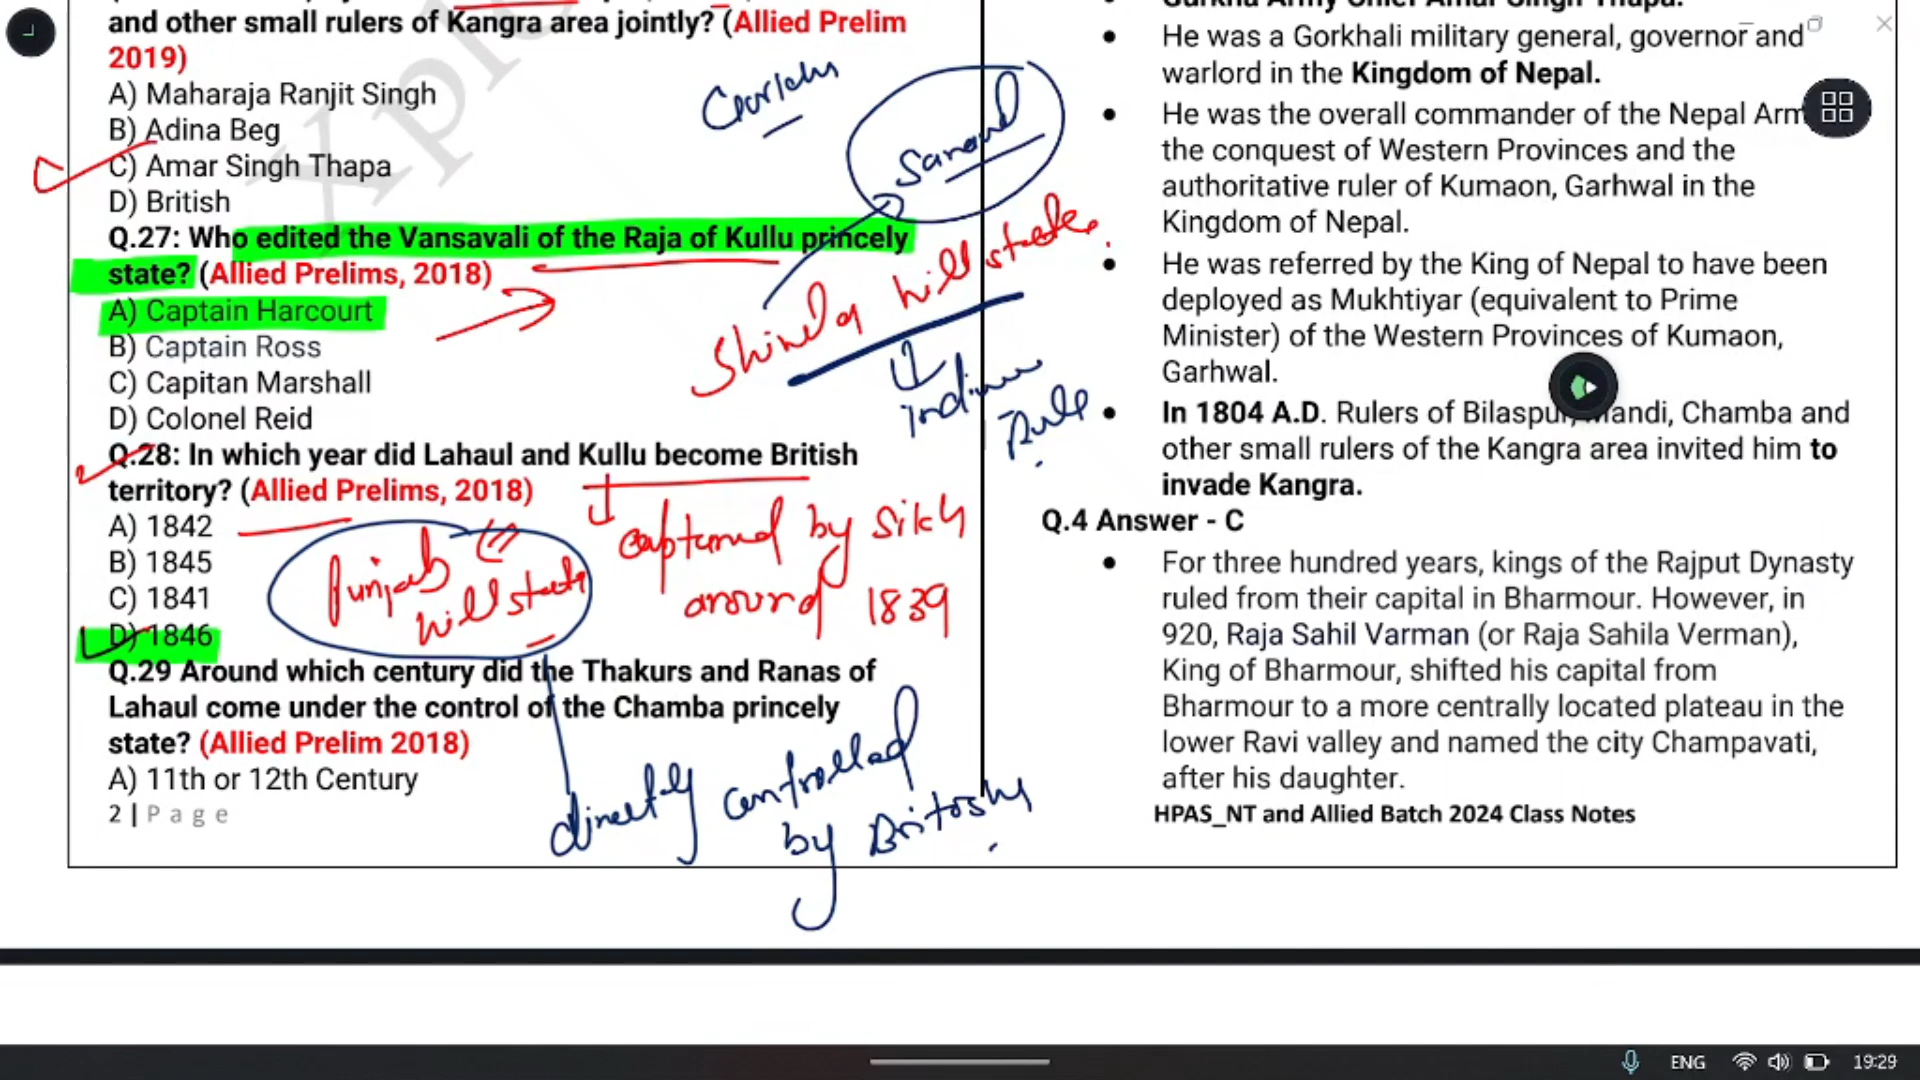 and other small rulers of Kangra area jointly? (Allied Prelim
2019)
A) Maharaja Ranjit Singh
B) Adina Beg
C) Amar Singh Thapa
D) British
Q.27: Who edited the Vansavali of the Raja of Kullu princely
state? (Allied Prelims, 2018)
A) Captain Harcourt
B) Captain Ross
C) Capitan Marshall
D) Colonel Reid
Q.28: In which year did Lahaul and Kullu become British
territory? (Allied Prelims, 2018)
A) 1842
B) 1845
C) 1841
D) 1846
Q.29 Around which century did the Thakurs and Ranas of
Lahaul come under the control of the Chamba princely
state? (Allied Prelim 2018)
A) 11th or 12th Century
2 | Page
Sanand
Shimla hill state
indian
Rule
captured by Sikh
around 1839
Punjab
hill state
directly controlled
by Britishy
He was a Gorkhali military general, governor and
warlord in the Kingdom of Nepal.
He was the overall commander of the Nepal Arm
the conquest of Western Provinces and the
authoritative ruler of Kumaon, Garhwal in the
Kingdom of Nepal.
He was referred by the King of Nepal to have been
deployed as Mukhtiyar (equivalent to Prime
Minister) of the Western Provinces of Kumaon,
Garhwal.
In 1804 A.D. Rulers of Bilaspur, Mandi, Chamba and
other small rulers of the Kangra area invited him to
invade Kangra.
Q.4 Answer - C
For three hundred years, kings of the Rajput Dynasty
ruled from their capital in Bharmour. However, in
920, Raja Sahil Varman (or Raja Sahila Verman),
King of Bharmour, shifted his capital from
Bharmour to a more centrally located plateau in the
lower Ravi valley and named the city Champavati,
after his daughter.
HPAS_NT and Allied Batch 2024 Class Notes
ENG
19:29